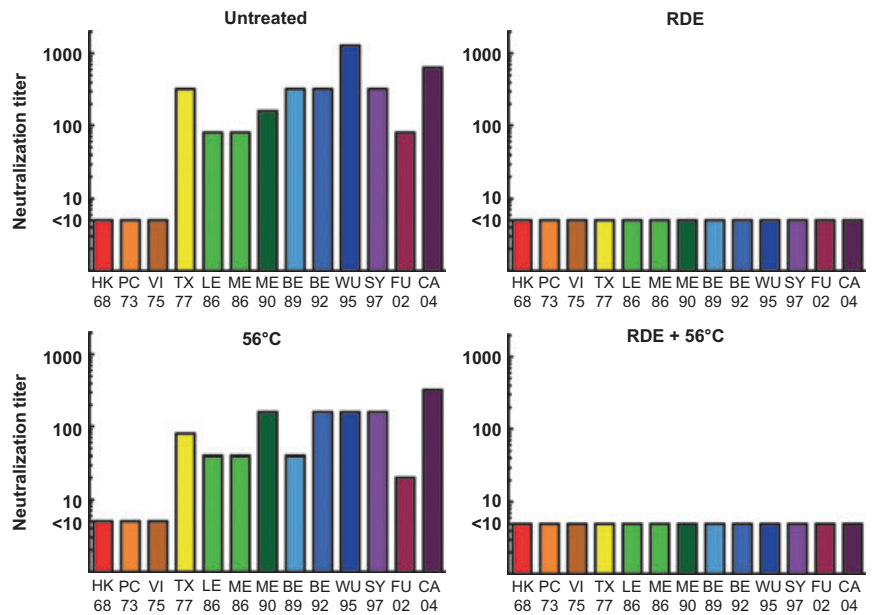 Untreated
Neutralization titer
1000
100
10
<10
HK PC VI TX LE ME ME BE BE WU SY FU CA
68 73 75 77 86 86 90 89 92 95 97 02 04
RDE
1000
100
10
<10
HK PC VI TX LE ME ME BE BE WU SY FU CA
68 73 75 77 86 86 90 89 92 95 97 02 04
56°C
Neutralization titer
1000
100
10
<10
HK PC VI TX LE ME ME BE BE WU SY FU CA
68 73 75 77 86 86 90 89 92 95 97 02 04
RDE + 56°C
1000
100
10
<10
HK PC VI TX LE ME ME BE BE WU SY FU CA
68 73 75 77 86 86 90 89 92 95 97 02 04